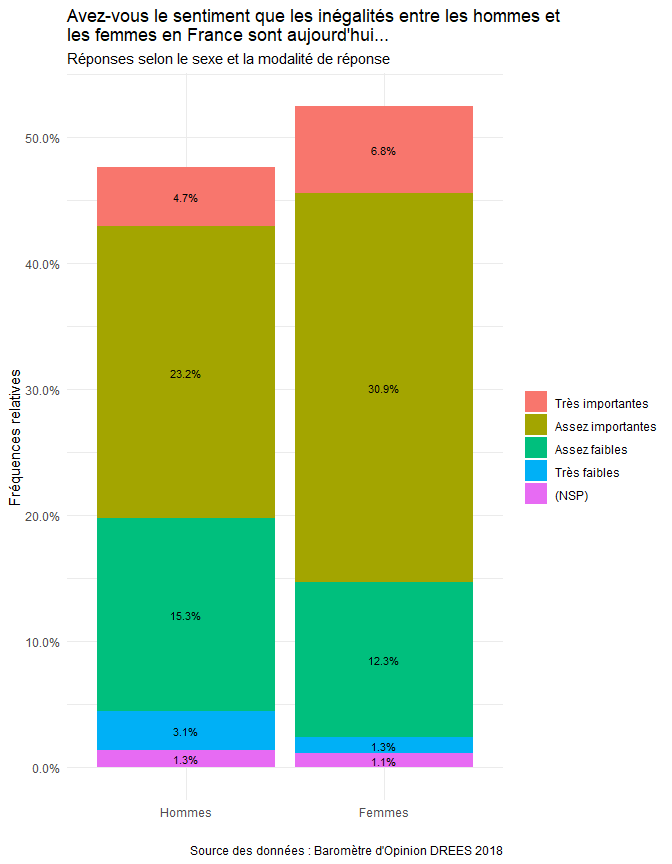 Avez-vous le sentiment que les inégalités entre les hommes et
les femmes en France sont aujourd'hui...
Réponses selon le sexe et la modalité de réponse
Fréquences relatives
50.0%
40.0%
30.0%
20.0%
10.0%
0.0%
4.7%
23.2%
15.3%
3.1%
1.3%
6.8%
30.9%
12.3%
1.3%
1.1%
Hommes
Femmes
Très importantes
Assez importantes
Assez faibles
Très faibles
(NSP)
Source des données : Baromètre d'Opinion DREES 2018